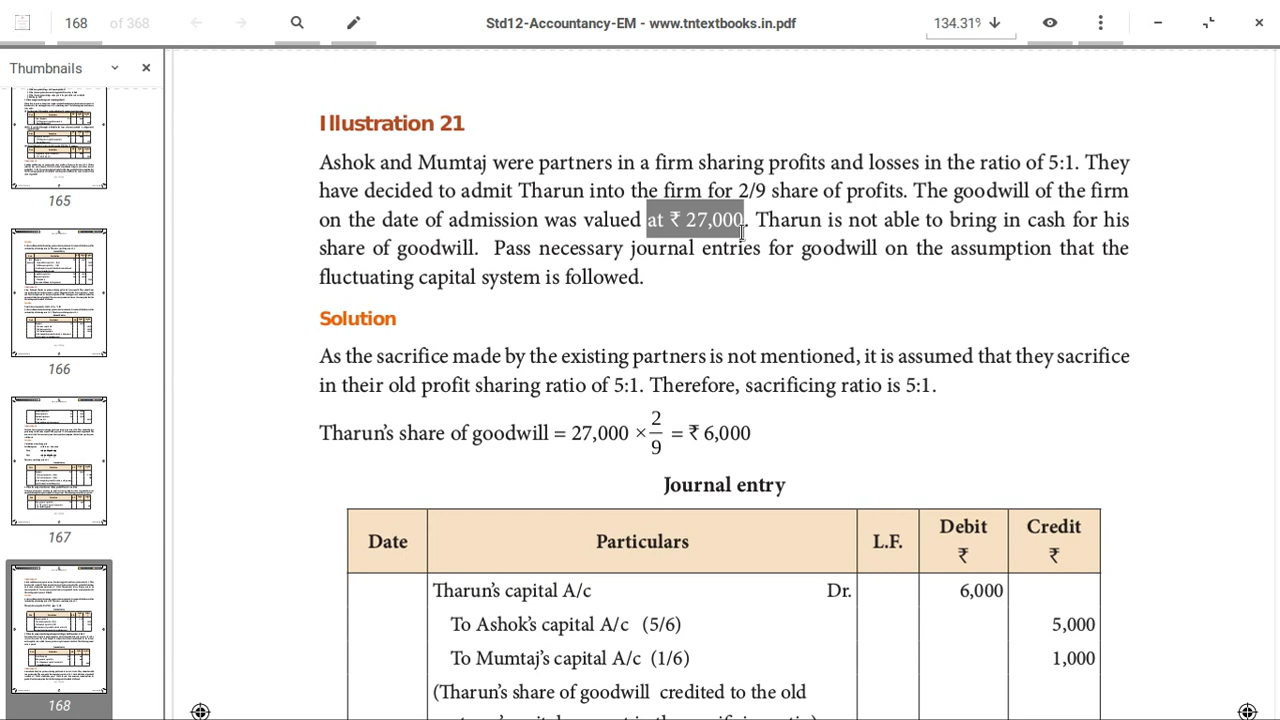 168 of 368
Std12-Accountancy-EM - www.tntextbooks.in.pdf
134.31%
Thumbnails
165
166
167
168
Illustration 21
Ashok and Mumtaj were partners in a firm sharing profits and losses in the ratio of 5:1. They
have decided to admit Tharun into the firm for 2/9 share of profits. The goodwill of the firm
on the date of admission was valued at ₹ 27,000. Tharun is not able to bring in cash for his
share of goodwill. Pass necessary journal entries for goodwill on the assumption that the
fluctuating capital system is followed.
Solution
As the sacrifice made by the existing partners is not mentioned, it is assumed that they sacrifice
in their old profit sharing ratio of 5:1. Therefore, sacrificing ratio is 5:1.
Tharun's share of goodwill = 27,000 × 2/9 = ₹ 6,000
Journal entry
Date Particulars L.F. Debit ₹ Credit ₹
Tharun's capital A/c Dr. 6,000
To Ashok's capital A/c (5/6) 5,000
To Mumtaj's capital A/c (1/6) 1,000
(Tharun's share of goodwill credited to the old